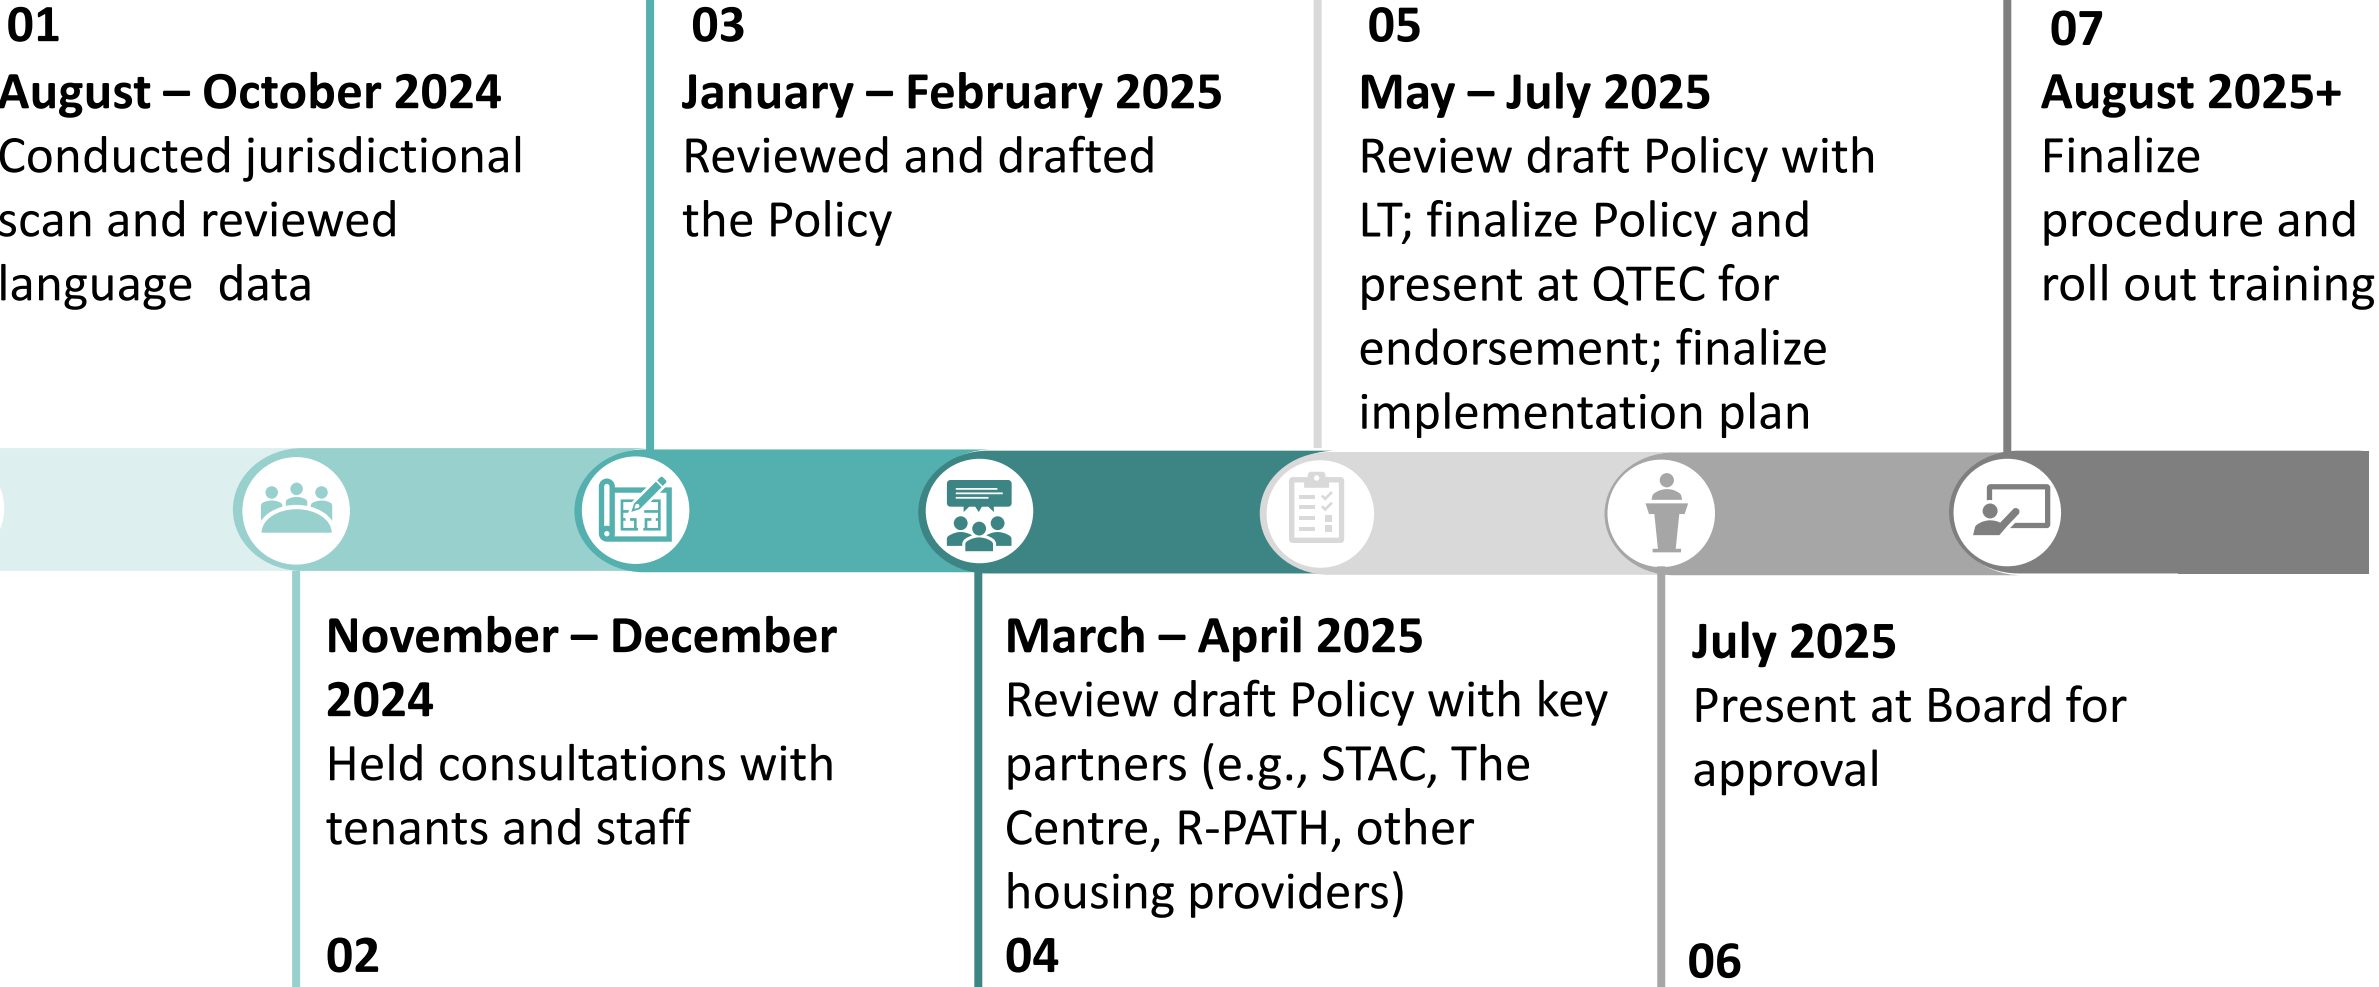 01
August – October 2024
Conducted jurisdictional
scan and reviewed
language data
November – December
2024
Held consultations with
tenants and staff
02
03
January – February 2025
Reviewed and drafted
the Policy
March – April 2025
Review draft Policy with key
partners (e.g., STAC, The
Centre, R-PATH, other
housing providers)
04
05
May – July 2025
Review draft Policy with
LT; finalize Policy and
present at QTEC for
endorsement; finalize
implementation plan
July 2025
Present at Board for
approval
06
07
August 2025+
Finalize
procedure and
roll out training